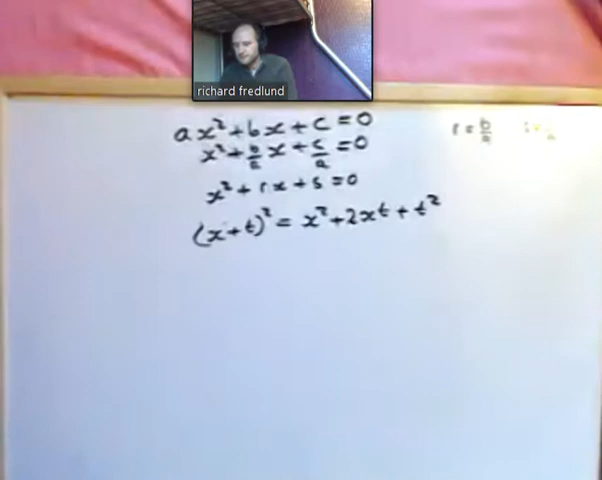 richard fredlund
ax² + bx + c = 0
x² + b/a x + c/a = 0
r = b/a
x² + rx + s = 0
(x + t)² = x² + 2xt + t²